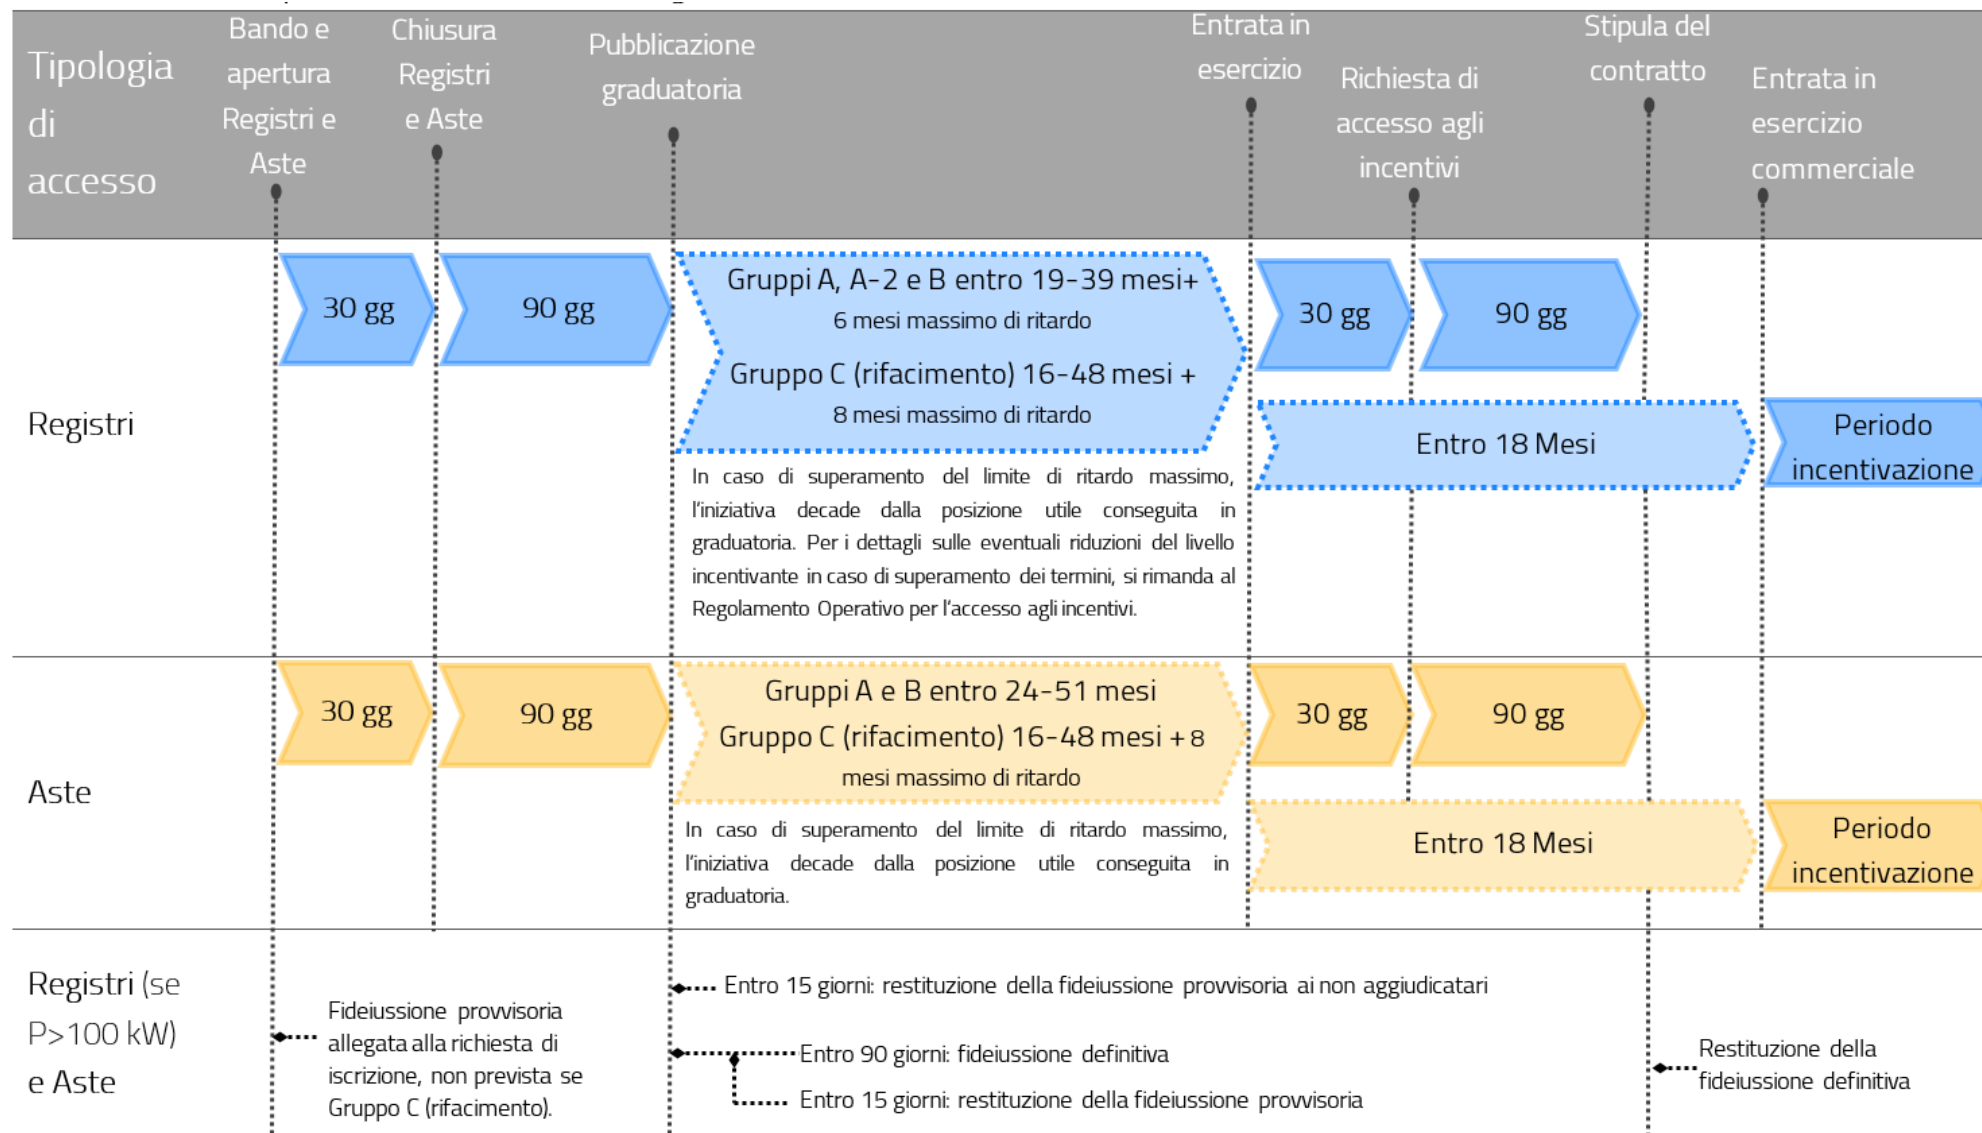 Tipologia
di
accesso
Bando e
apertura
Registri e
Aste
Chiusura
Registri
e Aste
Pubblicazione
graduatoria
Entrata in
esercizio
Richiesta di
accesso agli
incentivi
Stipula del
contratto
Entrata in
esercizio
commerciale
Registri
30 gg
90 gg
Gruppi A, A-2 e B entro 19-39 mesi+
6 mesi massimo di ritardo
Gruppo C (rifacimento) 16-48 mesi +
8 mesi massimo di ritardo
30 gg
90 gg
Entro 18 Mesi
Periodo
incentivazione
In caso di superamento del limite di ritardo massimo,
l'iniziativa decade dalla posizione utile conseguita in
graduatoria. Per i dettagli sulle eventuali riduzioni del livello
incentivante in caso di superamento dei termini, si rimanda al
Regolamento Operativo per l'accesso agli incentivi.
Aste
30 gg
90 gg
Gruppi A e B entro 24-51 mesi
Gruppo C (rifacimento) 16-48 mesi + 8
mesi massimo di ritardo
30 gg
90 gg
Entro 18 Mesi
Periodo
incentivazione
In caso di superamento del limite di ritardo massimo,
l'iniziativa decade dalla posizione utile conseguita in
graduatoria.
Registri (se
P>100 kW)
e Aste
Fideiussione provvisoria
allegata alla richiesta di
iscrizione, non prevista se
Gruppo C (rifacimento).
Entro 15 giorni: restituzione della fideiussione provvisoria ai non aggiudicatari
Entro 90 giorni: fideiussione definitiva
Entro 15 giorni: restituzione della fideiussione provvisoria
Restituzione della
fideiussione definitiva